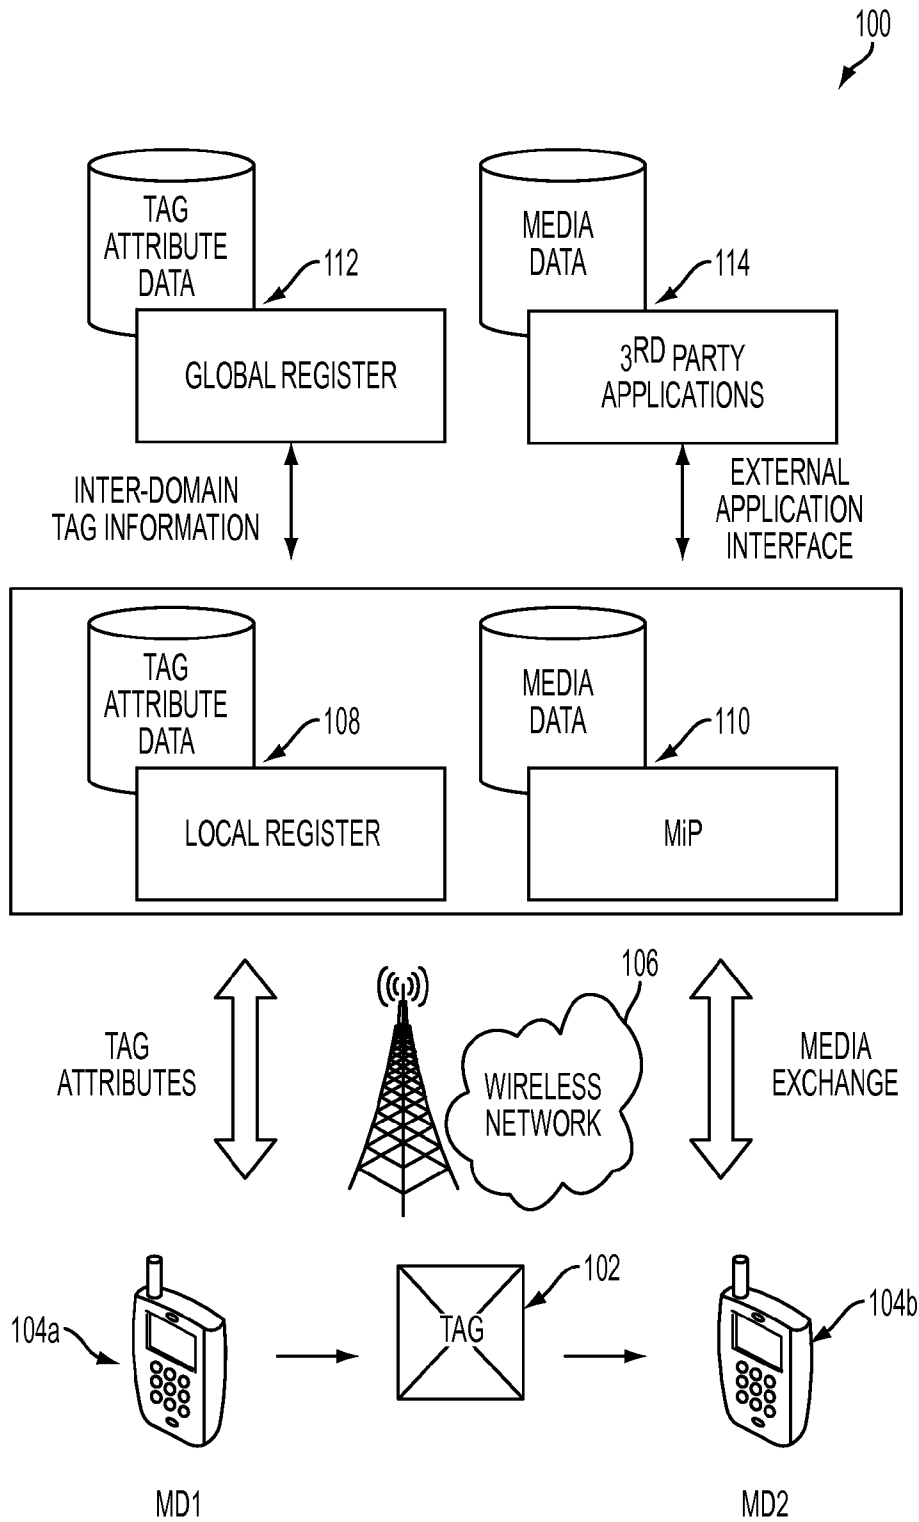 100
TAG
ATTRIBUTE
DATA
112
GLOBAL REGISTER
MEDIA
DATA
114
3RD PARTY
APPLICATIONS
INTER-DOMAIN
TAG INFORMATION
EXTERNAL
APPLICATION
INTERFACE
TAG
ATTRIBUTE
DATA
108
LOCAL REGISTER
MEDIA
DATA
110
MiP
TAG
ATTRIBUTES
106
WIRELESS
NETWORK
MEDIA
EXCHANGE
104a
TAG
102
104b
MD1
MD2